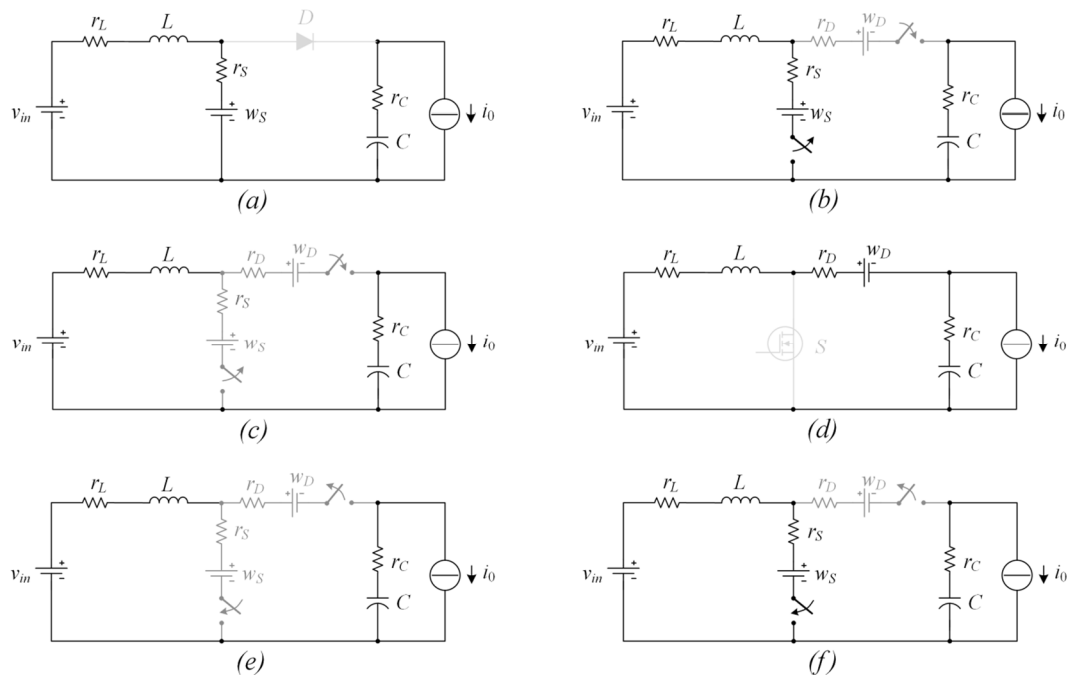 r_L L D
r_S
v_in + - + - w_S r_C C i_0
(a)
r_L L r_D w_D + -
r_S
v_in + - + - w_S r_C C i_0
(b)
r_L L r_D w_D + -
r_S
v_in + - + - w_S r_C C i_0
(c)
r_L L r_D w_D + -
v_in + - S r_C C i_0
(d)
r_L L r_D w_D + -
r_S
v_in + - + - w_S r_C C i_0
(e)
r_L L r_D w_D + -
r_S
v_in + - + - w_S r_C C i_0
(f)